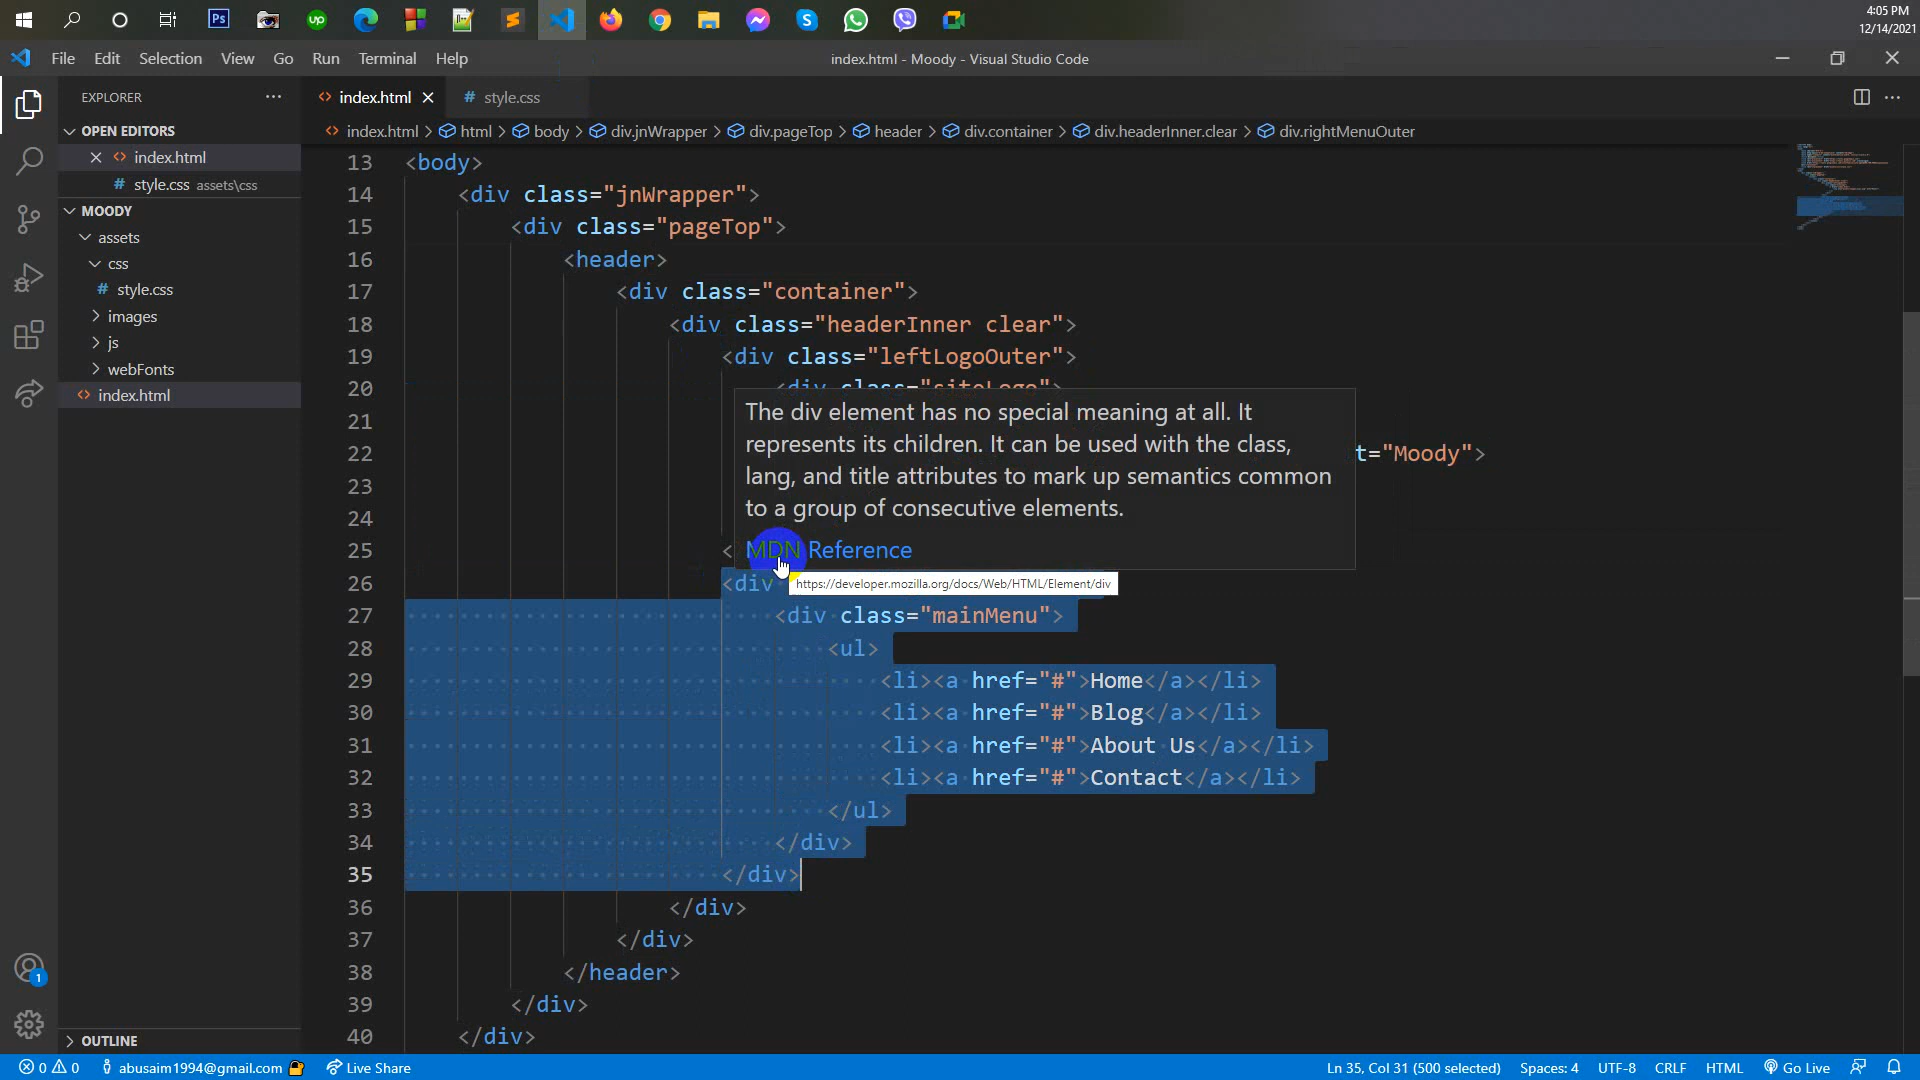 Ps
up
4:05 PM
12/14/2021
File Edit Selection View Go Run Terminal Help
index.html - Moody - Visual Studio Code
EXPLORER
index.html
# style.css
OPEN EDITORS
index.html > html > body > div.jnWrapper > div.pageTop > header > div.container > div.headerInner.clear > div.rightMenuOuter
index.html
# style.css assets\css
MOODY
assets
css
# style.css
images
js
webFonts
index.html
13 <body>
14 <div class="jnWrapper">
15 <div class="pageTop">
16 <header>
17 <div class="container">
18 <div class="headerInner clear">
19 <div class="leftLogoOuter">
20 <div class="siteLogo">
21
22 t="Moody">
23
24
25 <
The div element has no special meaning at all. It
represents its children. It can be used with the class,
lang, and title attributes to mark up semantics common
to a group of consecutive elements.
MDN Reference
https://developer.mozilla.org/docs/Web/HTML/Element/div
26 <div
27 <div class="mainMenu">
28 <ul>
29 <li><a href="#">Home</a></li>
30 <li><a href="#">Blog</a></li>
31 <li><a href="#">About Us</a></li>
32 <li><a href="#">Contact</a></li>
33 </ul>
34 </div>
35 </div>
36 </div>
37 </div>
38 </header>
39 </div>
40 </div>
1
OUTLINE
0 0 abusaim1994@gmail.com Live Share
Ln 35, Col 31 (500 selected) Spaces: 4 UTF-8 CRLF HTML Go Live